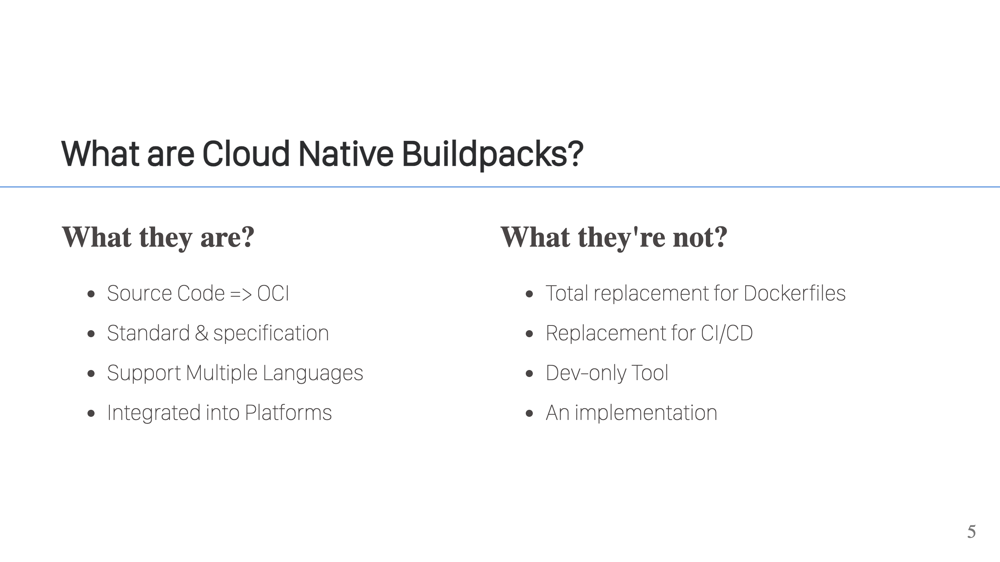 What are Cloud Native Buildpacks?
What they are?
• Source Code => OCI
• Standard & specification
• Support Multiple Languages
• Integrated into Platforms
What they're not?
• Total replacement for Dockerfiles
• Replacement for CI/CD
• Dev-only Tool
• An implementation
5